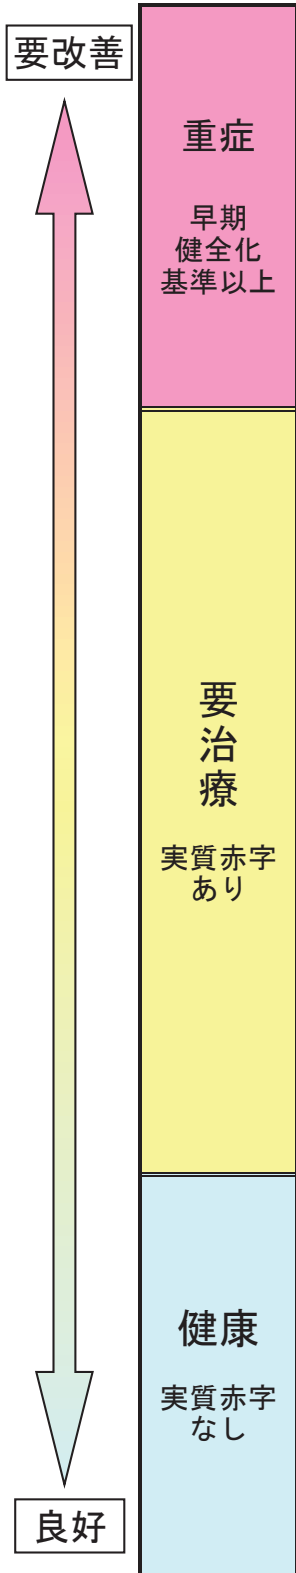 要改善
重症
早期
健全化
基準以上
要
治
療
実質赤字
あり
健康
実質赤字
なし
良好